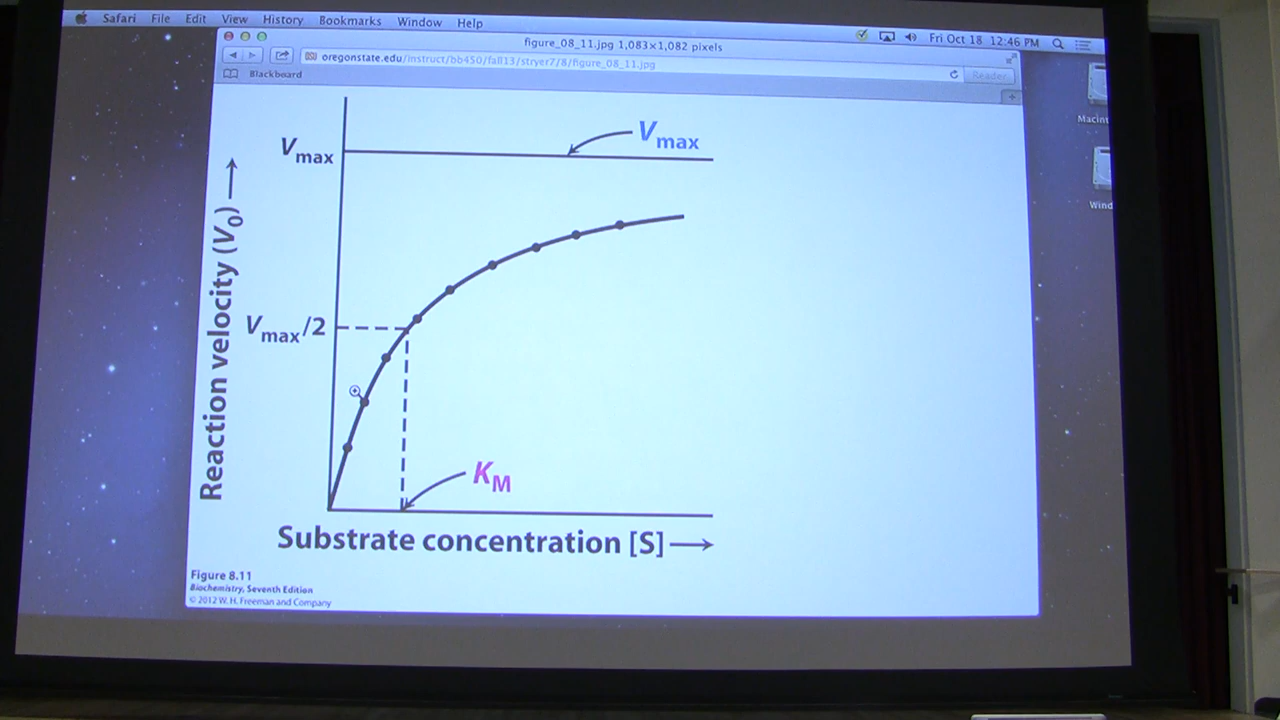 Safari File Edit View History Bookmarks Window Help
Fri Oct 18 12:46 PM
figure_08_11.jpg 1,083×1,082 pixels
oregonstate.edu/instruct/bb450/fall13/stryer7/8/figure_08_11.jpg
Reader
Blackboard
Macint
Wind
Vmax
Vmax
Reaction velocity (V0)
Vmax/2
KM
Substrate concentration [S]
Figure 8.11
Biochemistry, Seventh Edition
© 2012 W. H. Freeman and Company